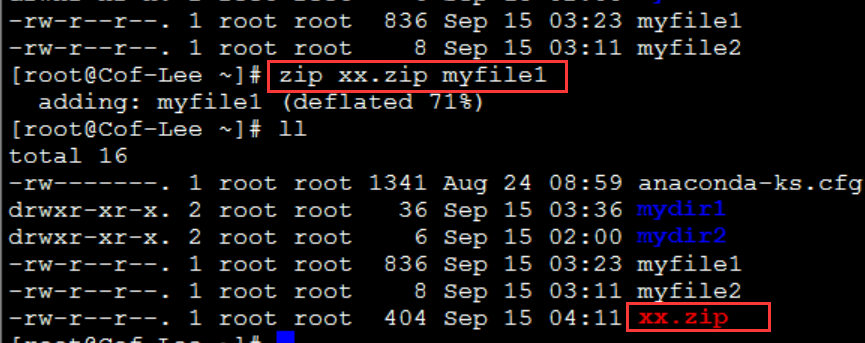 -rw-r--r--. 1 root root  836 Sep 15 03:23 myfile1
-rw-r--r--. 1 root root    8 Sep 15 03:11 myfile2
[root@Cof-Lee ~]# zip xx.zip myfile1
  adding: myfile1 (deflated 71%)
[root@Cof-Lee ~]# ll
total 16
-rw-------. 1 root root 1341 Aug 24 08:59 anaconda-ks.cfg
drwxr-xr-x. 2 root root   36 Sep 15 03:36 mydir1
drwxr-xr-x. 2 root root    6 Sep 15 02:00 mydir2
-rw-r--r--. 1 root root  836 Sep 15 03:23 myfile1
-rw-r--r--. 1 root root    8 Sep 15 03:11 myfile2
-rw-r--r--. 1 root root  404 Sep 15 04:11 xx.zip
[root@Cof-Lee ~]#